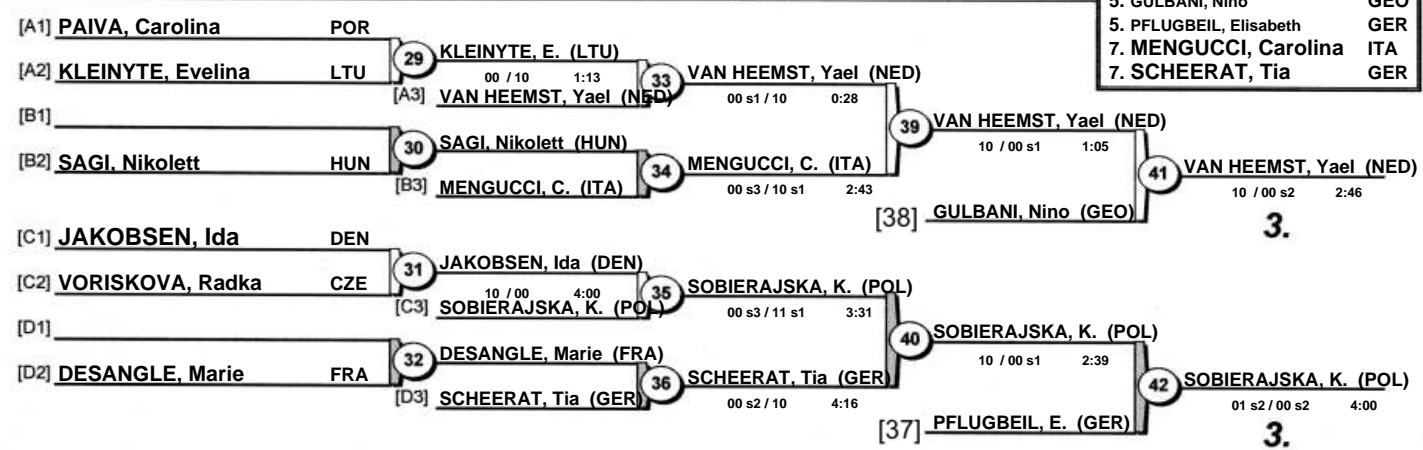 5. GULBANI, Nino GEO
5. PFLUGBEIL, Elisabeth GER
7. MENGUCCI, Carolina ITA
7. SCHEERAT, Tia GER
[A1] PAIVA, Carolina POR
29 KLEINYTE, E. (LTU)
[A2] KLEINYTE, Evelina LTU
00 / 10 1:13
33 VAN HEEMST, Yael (NED)
[A3] VAN HEEMST, Yael (NED)
00 s1 / 10 0:28
[B1]
39 VAN HEEMST, Yael (NED)
30 SAGI, Nikolett (HUN)
10 / 00 s1 1:05
[B2] SAGI, Nikolett HUN
34 MENGUCCI, C. (ITA)
41 VAN HEEMST, Yael (NED)
[B3] MENGUCCI, C. (ITA)
00 s3 / 10 s1 2:43
10 / 00 s2 2:46
[38] GULBANI, Nino (GEO)
3.
[C1] JAKOBSEN, Ida DEN
31 JAKOBSEN, Ida (DEN)
[C2] VORISKOVA, Radka CZE
10 / 00 4:00
35 SOBIERAJSKA, K. (POL)
[C3] SOBIERAJSKA, K. (POL)
00 s3 / 11 s1 3:31
[D1]
40 SOBIERAJSKA, K. (POL)
32 DESANGLE, Marie (FRA)
10 / 00 s1 2:39
[D2] DESANGLE, Marie FRA
36 SCHEERAT, Tia (GER)
42 SOBIERAJSKA, K. (POL)
[D3] SCHEERAT, Tia (GER)
00 s2 / 10 4:16
01 s2 / 00 s2 4:00
[37] PFLUGBEIL, E. (GER)
3.